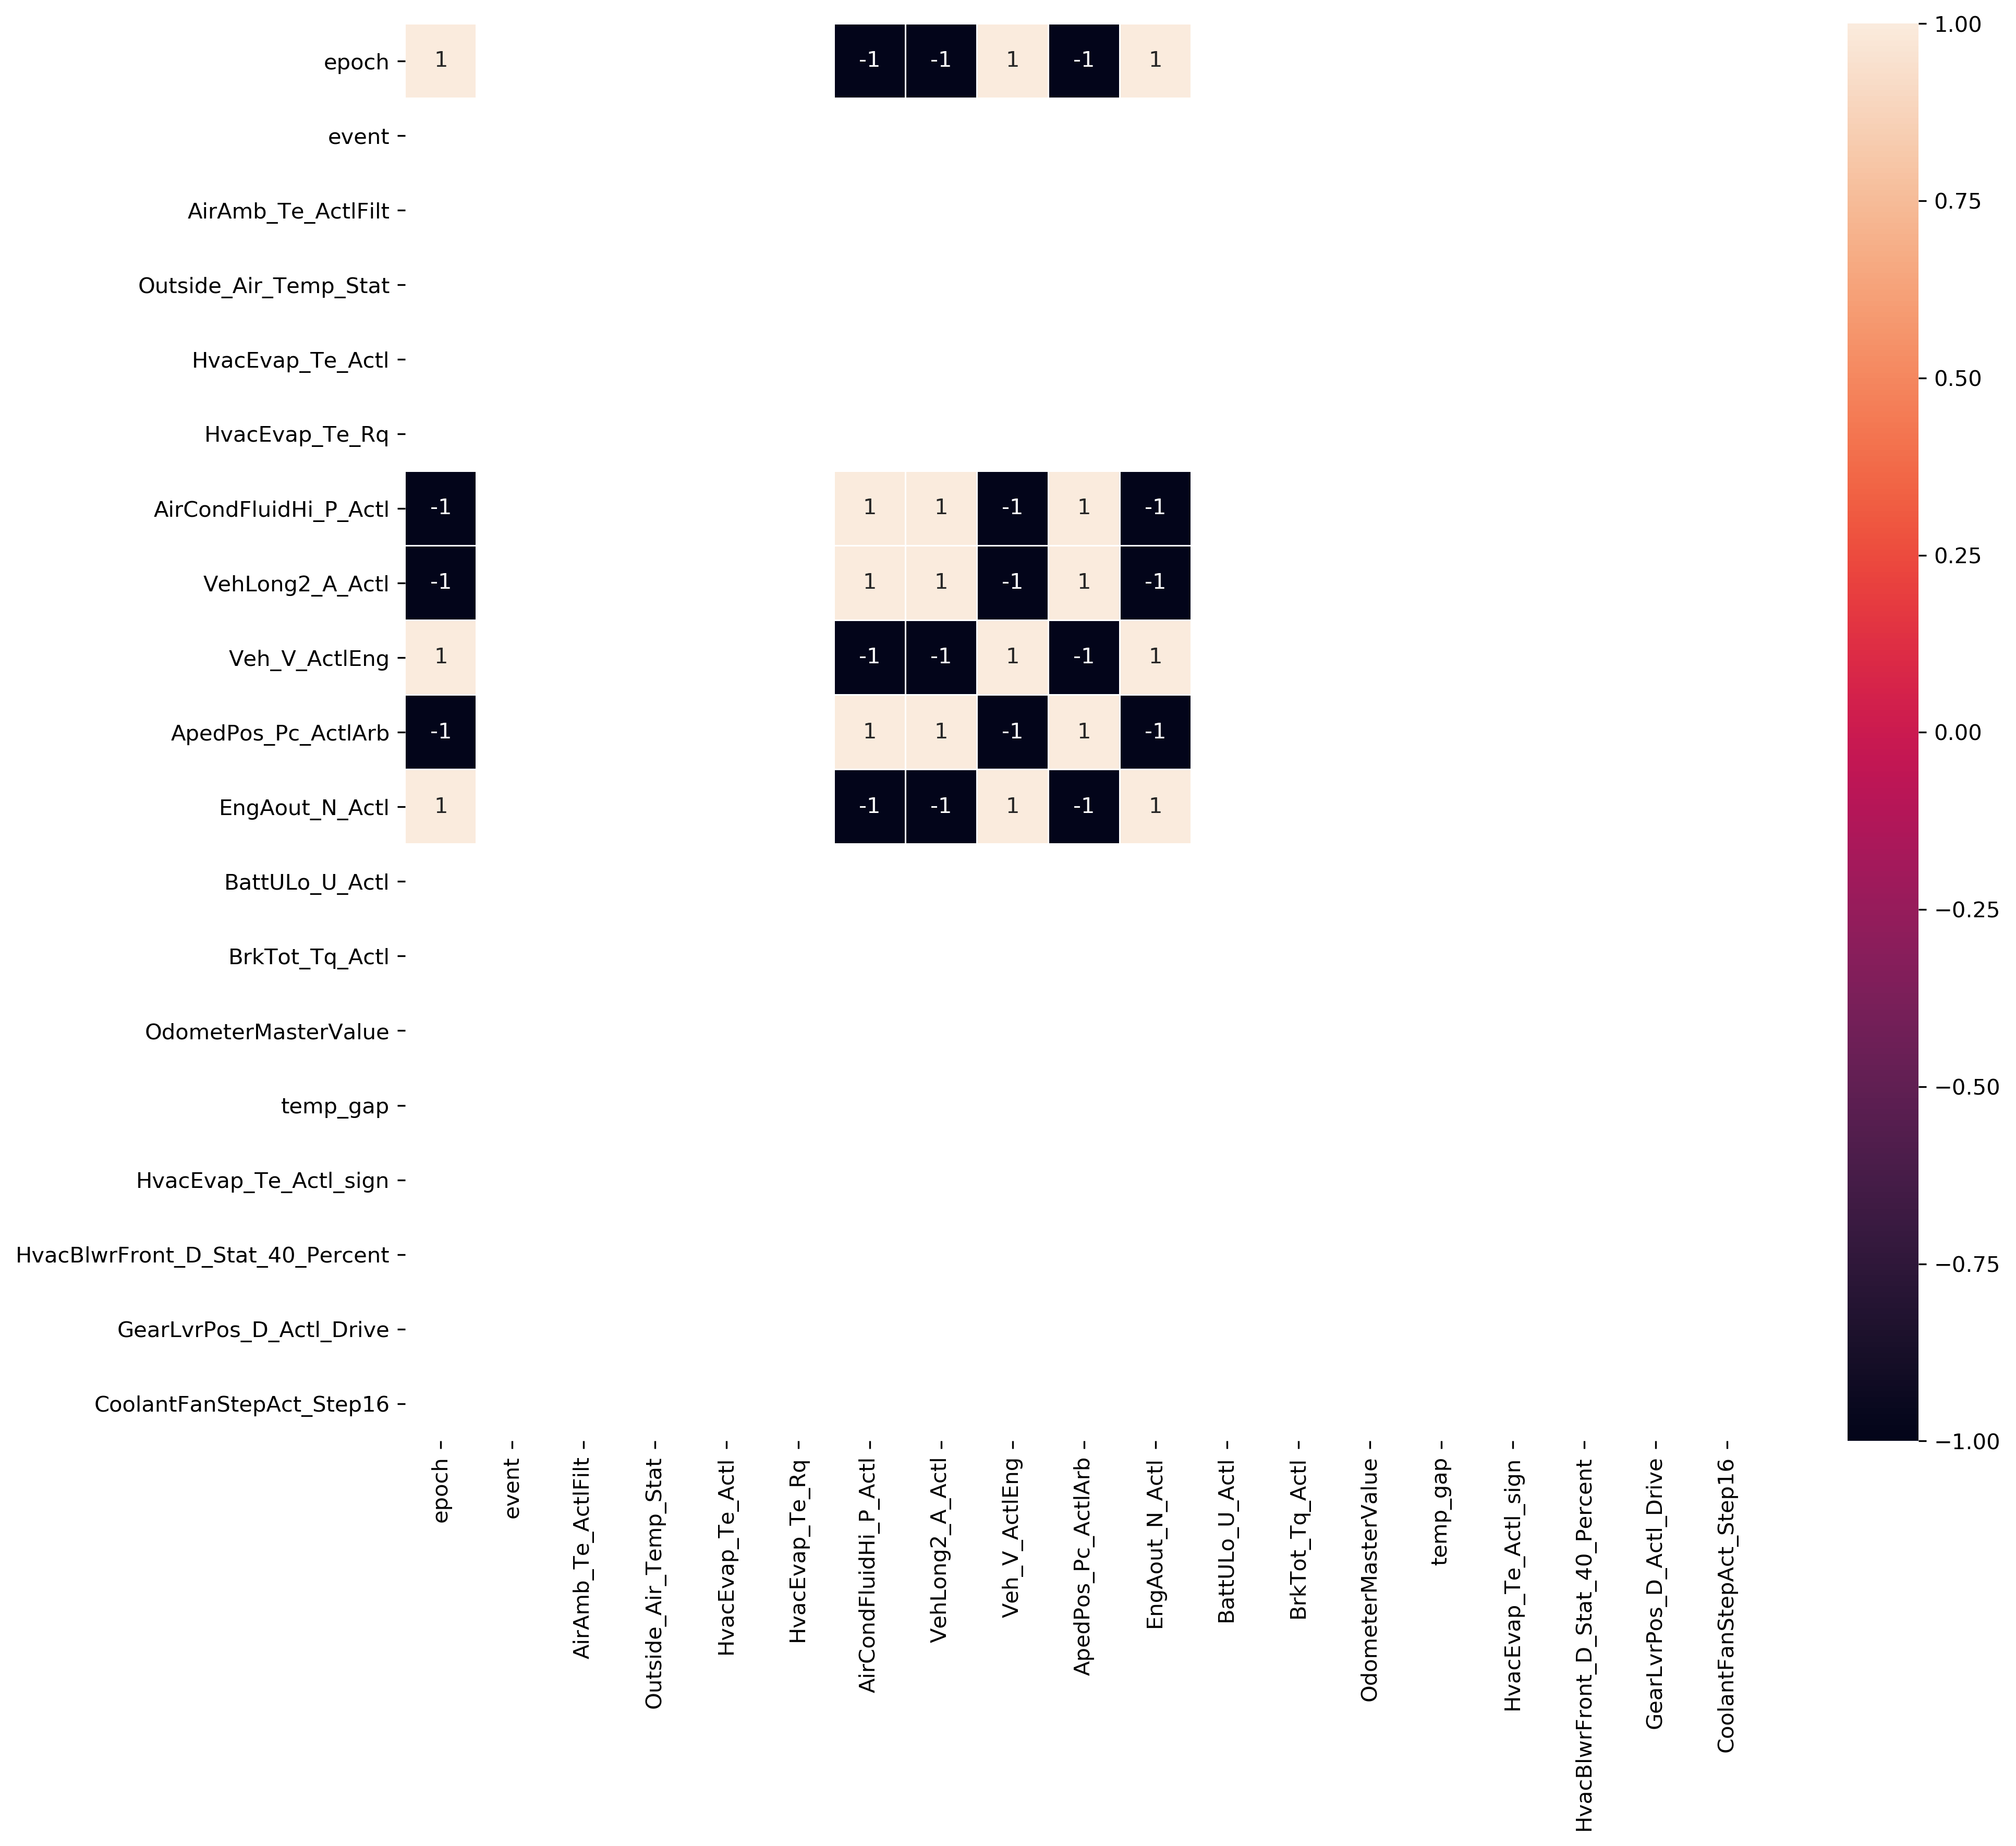 epoch 1 -1 -1 1 -1 1
event
AirAmb_Te_ActlFilt
Outside_Air_Temp_Stat
HvacEvap_Te_Actl
HvacEvap_Te_Rq
AirCondFluidHi_P_Actl -1 1 1 -1 1 -1
VehLong2_A_Actl -1 1 1 -1 1 -1
Veh_V_ActlEng 1 -1 -1 1 -1 1
ApedPos_Pc_ActlArb -1 1 1 -1 1 -1
EngAout_N_Actl 1 -1 -1 1 -1 1
BattULo_U_Actl
BrkTot_Tq_Actl
OdometerMasterValue
temp_gap
HvacEvap_Te_Actl_sign
HvacBlwrFront_D_Stat_40_Percent
GearLvrPos_D_Actl_Drive
CoolantFanStepAct_Step16
epoch
event
AirAmb_Te_ActlFilt
Outside_Air_Temp_Stat
HvacEvap_Te_Actl
HvacEvap_Te_Rq
AirCondFluidHi_P_Actl
VehLong2_A_Actl
Veh_V_ActlEng
ApedPos_Pc_ActlArb
EngAout_N_Actl
BattULo_U_Actl
BrkTot_Tq_Actl
OdometerMasterValue
temp_gap
HvacEvap_Te_Actl_sign
HvacBlwrFront_D_Stat_40_Percent
GearLvrPos_D_Actl_Drive
CoolantFanStepAct_Step16
1.00
0.75
0.50
0.25
0.00
−0.25
−0.50
−0.75
−1.00